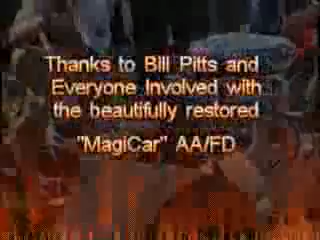 Thanks to Bill Pitts and
Everyone Involved with
the beautifully restored
"MagiCar" AA/FD